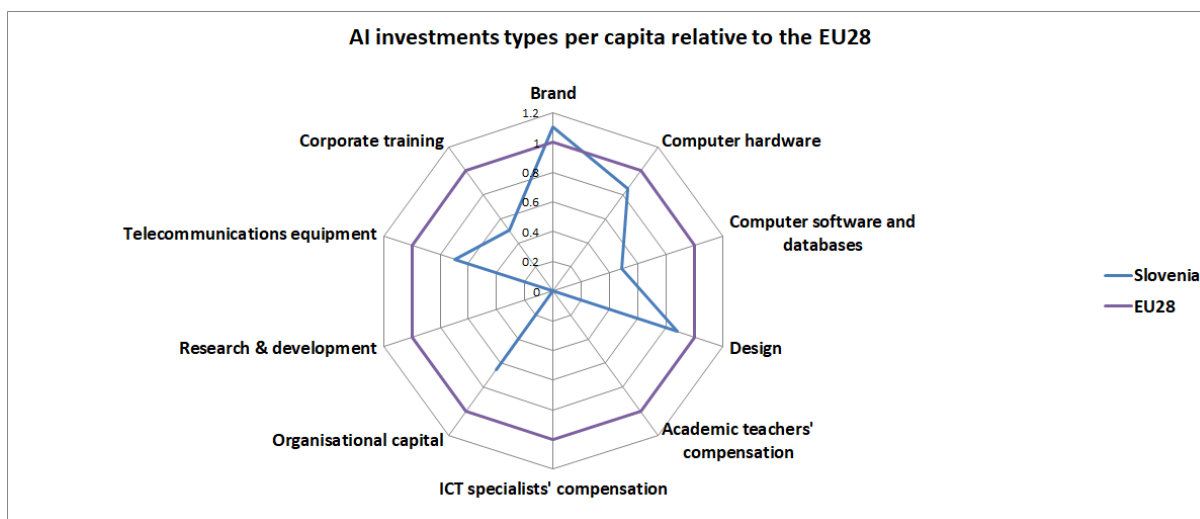 AI investments types per capita relative to the EU28
Brand
1.2
1
0.8
0.6
0.4
0.2
0
Computer hardware
Computer software and
databases
Design
Academic teachers'
compensation
ICT specialists' compensation
Organisational capital
Research & development
Telecommunications equipment
Corporate training
Slovenia
EU28